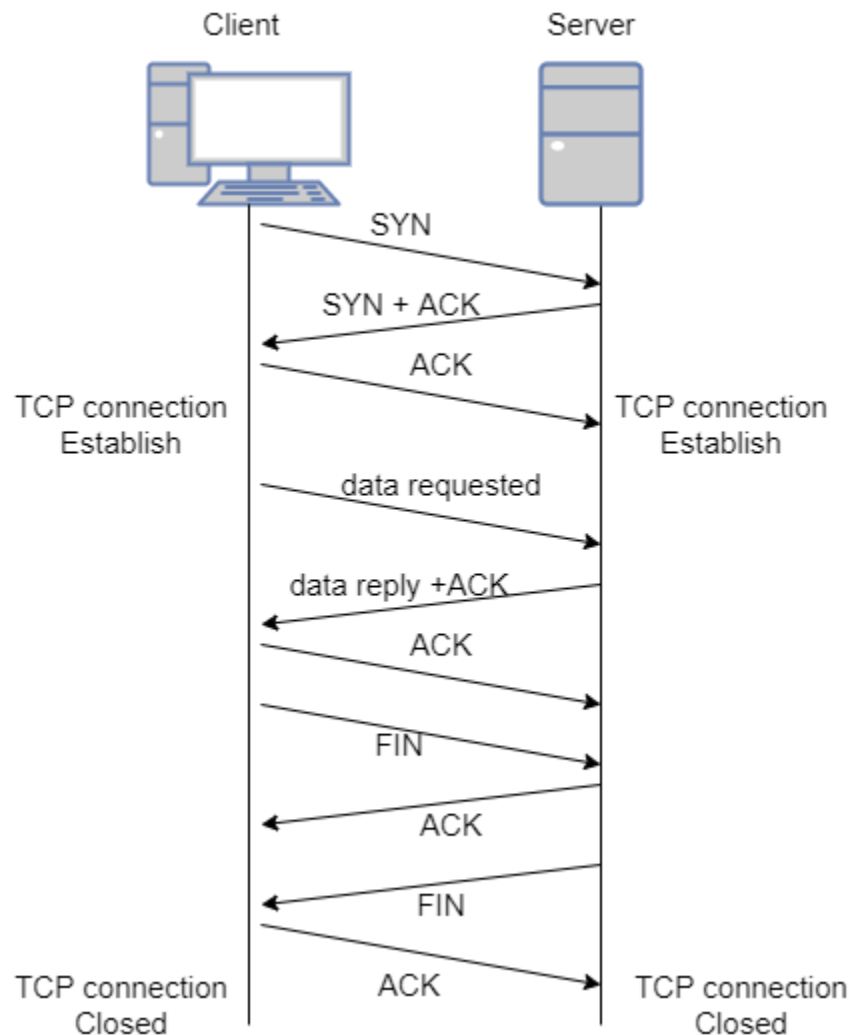 Client
Server
SYN
SYN + ACK
ACK
TCP connection
Establish
TCP connection
Establish
data requested
data reply +ACK
ACK
FIN
ACK
FIN
ACK
TCP connection
Closed
TCP connection
Closed